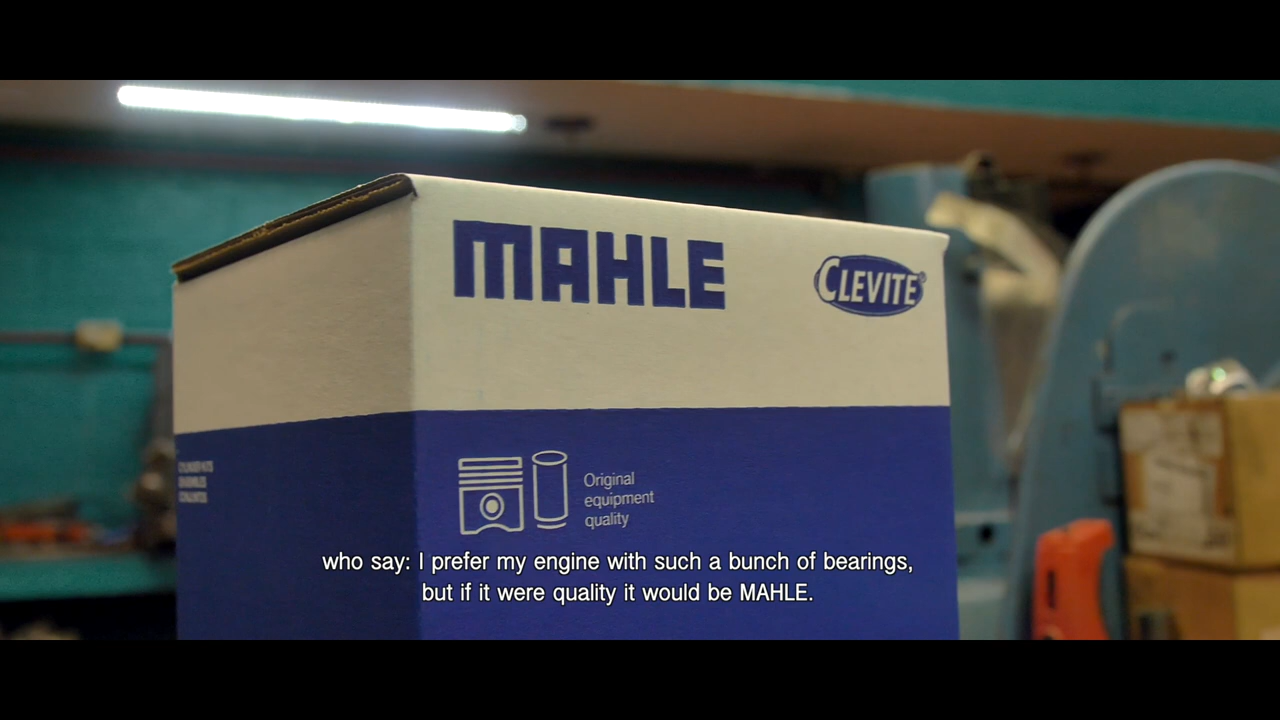 MAHLE
CLEVITE®
Original
equipment
quality
who say: I prefer my engine with such a bunch of bearings,
but if it were quality it would be MAHLE.